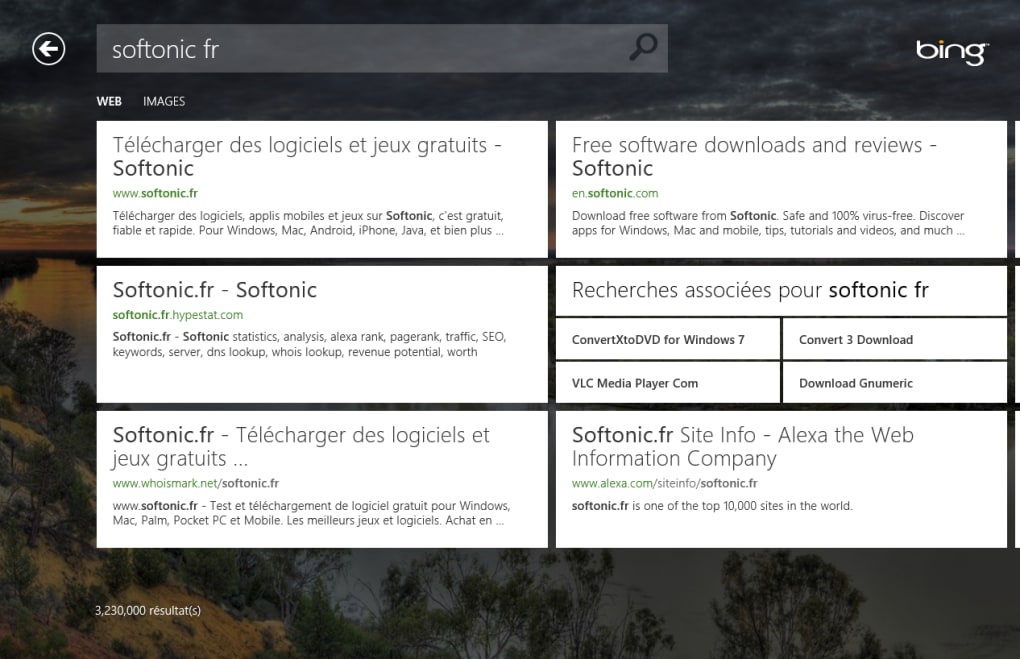 softonic fr
bing
WEB
IMAGES
Télécharger des logiciels et jeux gratuits -
Softonic
www.softonic.fr
Télécharger des logiciels, applis mobiles et jeux sur Softonic, c'est gratuit,
fiable et rapide. Pour Windows, Mac, Android, iPhone, Java, et bien plus ...
Free software downloads and reviews -
Softonic
en.softonic.com
Download free software from Softonic. Safe and 100% virus-free. Discover
apps for Windows, Mac and mobile, tips, tutorials and videos, and much ...
Softonic.fr - Softonic
softonic.fr.hypestat.com
Softonic.fr - Softonic statistics, analysis, alexa rank, pagerank, traffic, SEO,
keywords, server, dns lookup, whois lookup, revenue potential, worth
Recherches associées pour softonic fr
ConvertXtoDVD for Windows 7
Convert 3 Download
VLC Media Player Com
Download Gnumeric
Softonic.fr - Télécharger des logiciels et
jeux gratuits ...
www.whoismark.net/softonic.fr
www.softonic.fr - Test et téléchargement de logiciel gratuit pour Windows,
Mac, Palm, Pocket PC et Mobile. Les meilleurs jeux et logiciels. Achat en ...
Softonic.fr Site Info - Alexa the Web
Information Company
www.alexa.com/siteinfo/softonic.fr
softonic.fr is one of the top 10,000 sites in the world.
3,230,000 résultat(s)